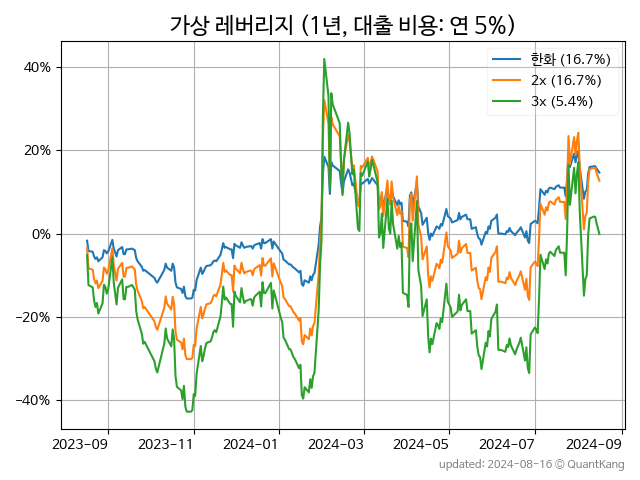 가상 레버리지 (1년, 대출 비용: 연 5%)
한화 (16.7%)
2x (16.7%)
3x (5.4%)
40%
20%
0%
−20%
−40%
2023-09 2023-11 2024-01 2024-03 2024-05 2024-07 2024-09
updated: 2024-08-16 © QuantKang